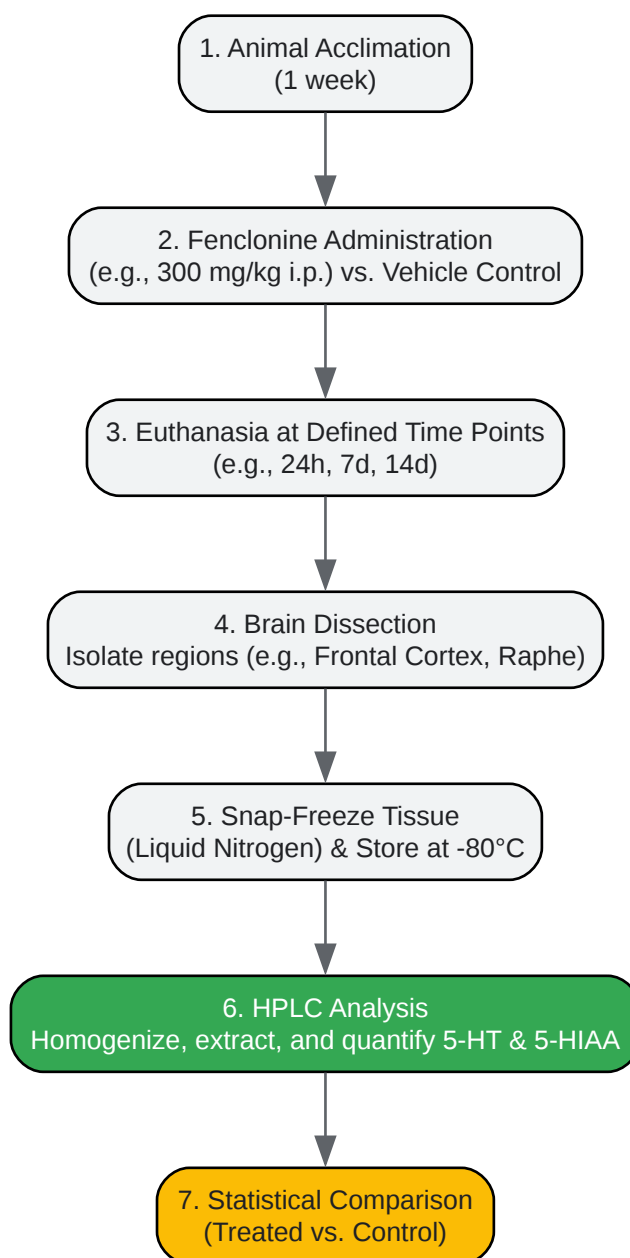 1. Animal Acclimation
(1 week)
2. Fenclonine Administration
(e.g., 300 mg/kg i.p.) vs. Vehicle Control
3. Euthanasia at Defined Time Points
(e.g., 24h, 7d, 14d)
4. Brain Dissection
Isolate regions (e.g., Frontal Cortex, Raphe)
5. Snap-Freeze Tissue
(Liquid Nitrogen) & Store at -80°C
6. HPLC Analysis
Homogenize, extract, and quantify 5-HT & 5-HIAA
7. Statistical Comparison
(Treated vs. Control)